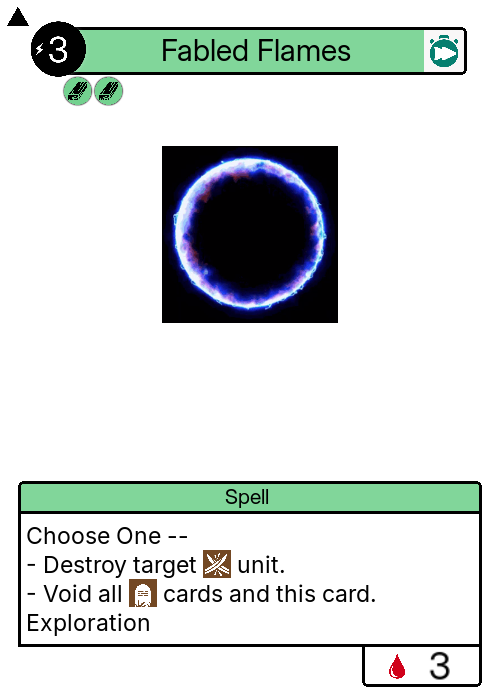 3
Fabled Flames
Spell
Choose One --
- Destroy target unit.
- Void all cards and this card.
Exploration
3